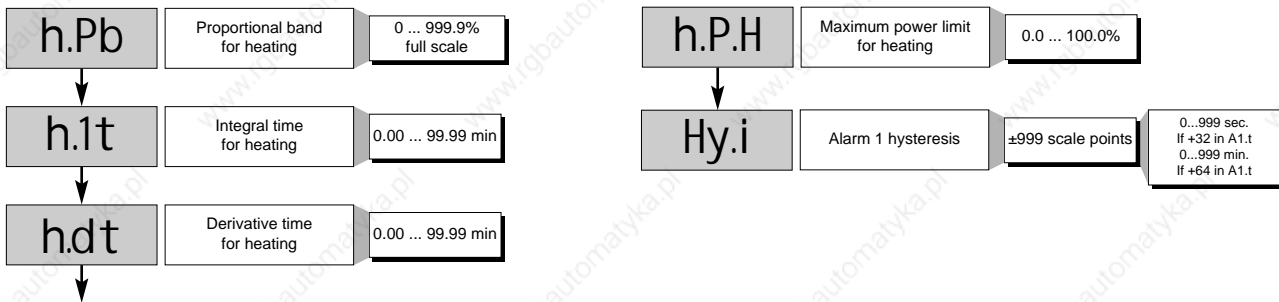 h.Pb
Proportional band
for heating
0 ... 999.9%
full scale
h.1t
Integral time
for heating
0.00 ... 99.99 min
h.dt
Derivative time
for heating
0.00 ... 99.99 min
h.P.H
Maximum power limit
for heating
0.0 ... 100.0%
Hy.i
Alarm 1 hysteresis
±999 scale points
0...999 sec.
If +32 in A1.t
0...999 min.
If +64 in A1.t
www.rgbautomatyka.pl